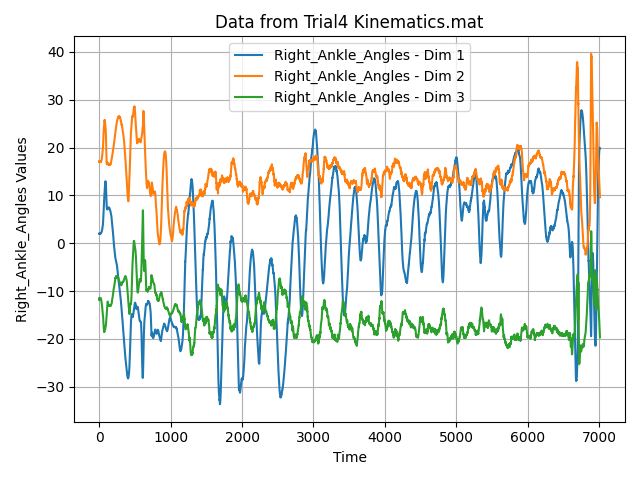 Data from Trial4 Kinematics.mat
Right_Ankle_Angles - Dim 1
Right_Ankle_Angles - Dim 2
Right_Ankle_Angles - Dim 3
Right_Ankle_Angles Values
40
30
20
10
0
−10
−20
−30
0 1000 2000 3000 4000 5000 6000 7000
Time